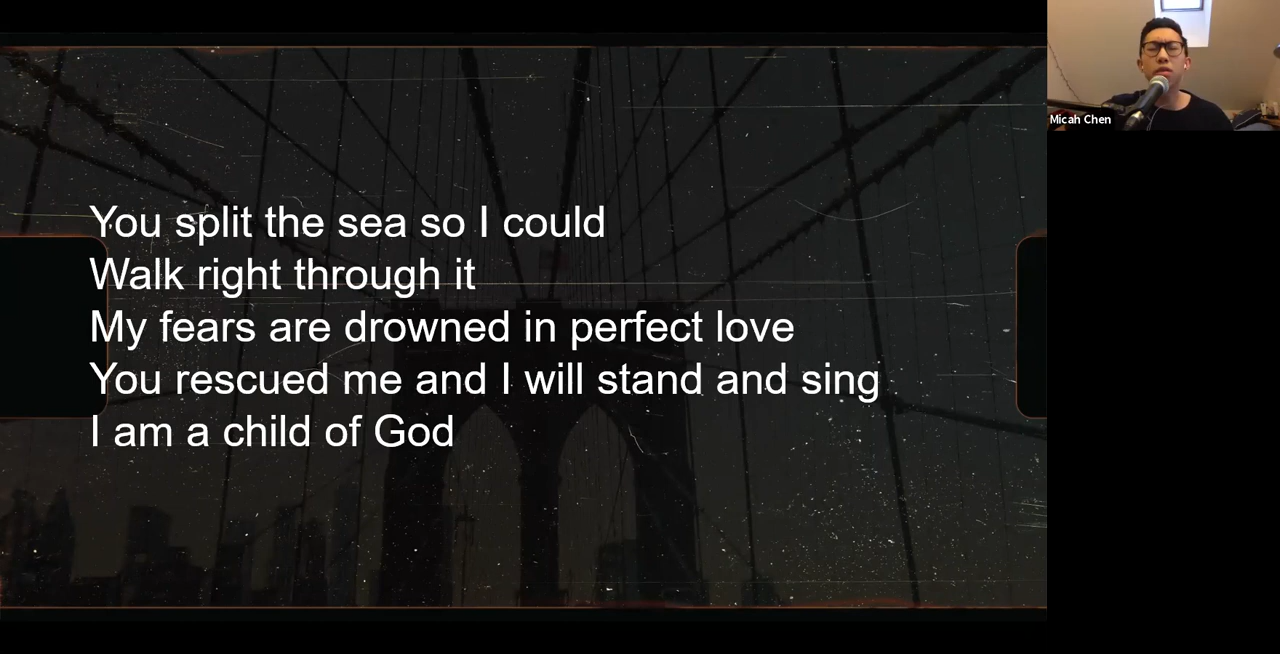 You split the sea so I could
Walk right through it
My fears are drowned in perfect love
You rescued me and I will stand and sing
I am a child of God
Micah Chen